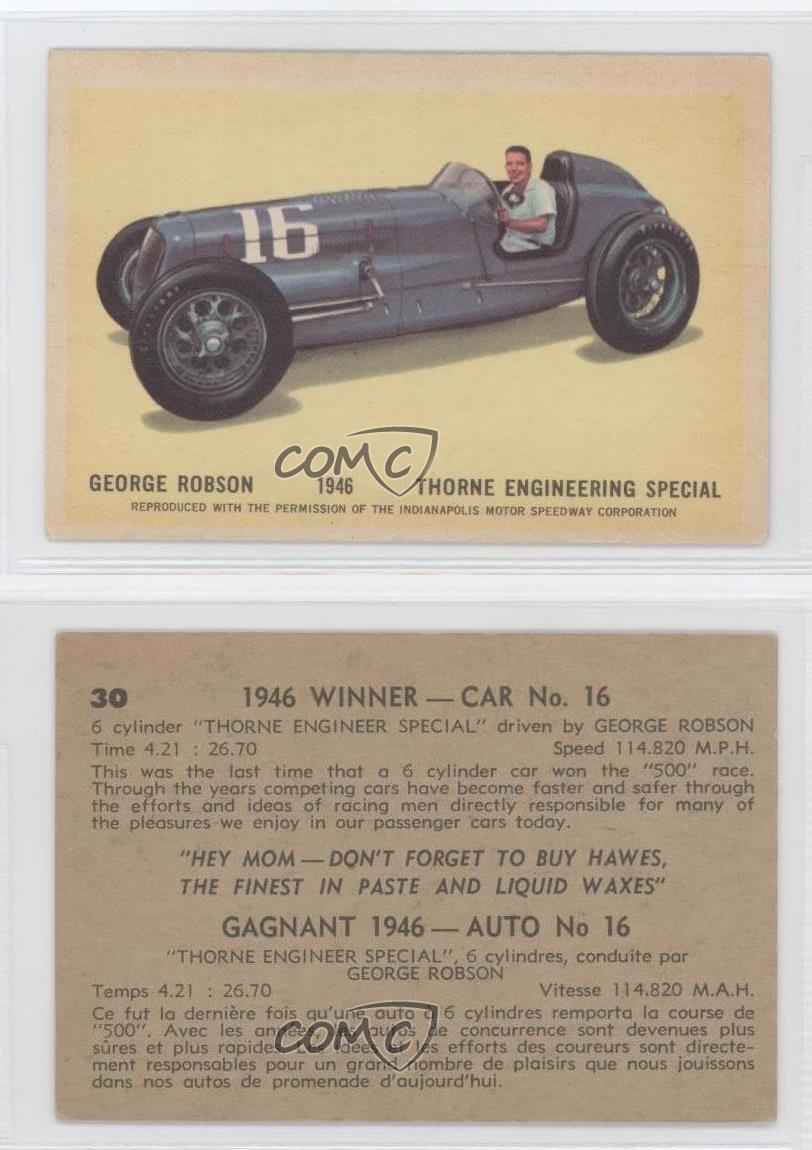 16
GEORGE ROBSON 1946 THORNE ENGINEERING SPECIAL
REPRODUCED WITH THE PERMISSION OF THE INDIANAPOLIS MOTOR SPEEDWAY CORPORATION
COMC
30 1946 WINNER — CAR No. 16
6 cylinder "THORNE ENGINEER SPECIAL" driven by GEORGE ROBSON
Time 4.21 : 26.70 Speed 114.820 M.P.H.
This was the last time that a 6 cylinder car won the "500" race.
Through the years competing cars have become faster and safer through
the efforts and ideas of racing men directly responsible for many of
the pleasures we enjoy in our passenger cars today.
"HEY MOM — DON'T FORGET TO BUY HAWES,
THE FINEST IN PASTE AND LIQUID WAXES"
GAGNANT 1946 — AUTO No 16
"THORNE ENGINEER SPECIAL", 6 cylindres, conduite par
GEORGE ROBSON
Temps 4.21 : 26.70 Vitesse 114.820 M.A.H.
Ce fut la dernière fois qu'une auto à 6 cylindres remporta la course de
"500". Avec les années, les autos de concurrence sont devenues plus
sûres et plus rapides. Les idées et les efforts des coureurs sont directe-
ment responsables pour un grand nombre de plaisirs que nous jouissons
dans nos autos de promenade d'aujourd'hui.
COMC